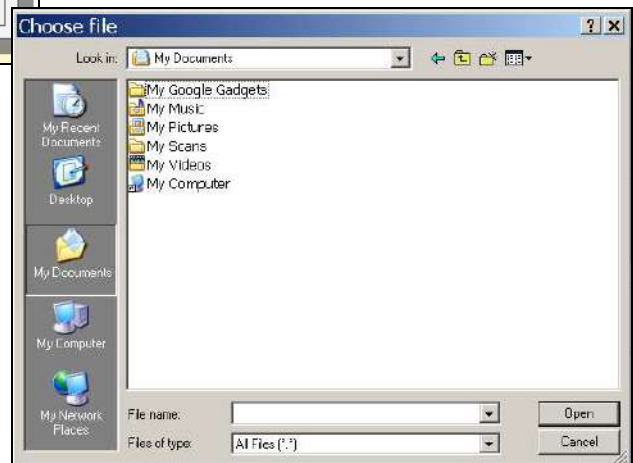 Choose file
Look in: My Documents
My Google Gadgets
My Music
My Pictures
My Scans
My Videos
My Computer
My Recent
Documents
Desktop
My Documents
My Computer
My Network
Places
File name:
Open
Files of type: All Files (*.*)
Cancel